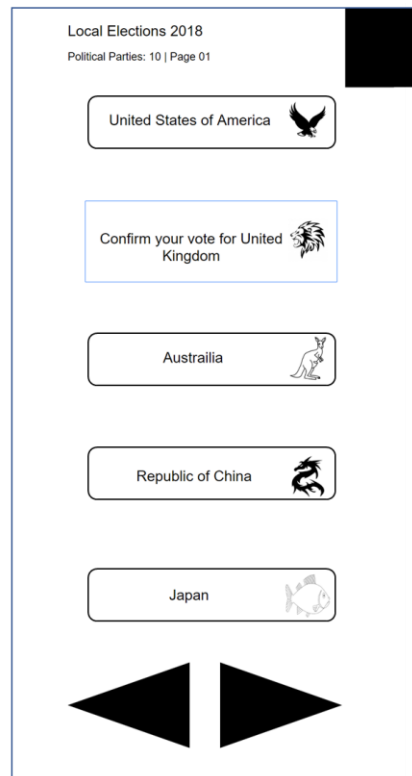 Local Elections 2018
Political Parties: 10 | Page 01
United States of America
Confirm your vote for United
Kingdom
Austrailia
Republic of China
Japan